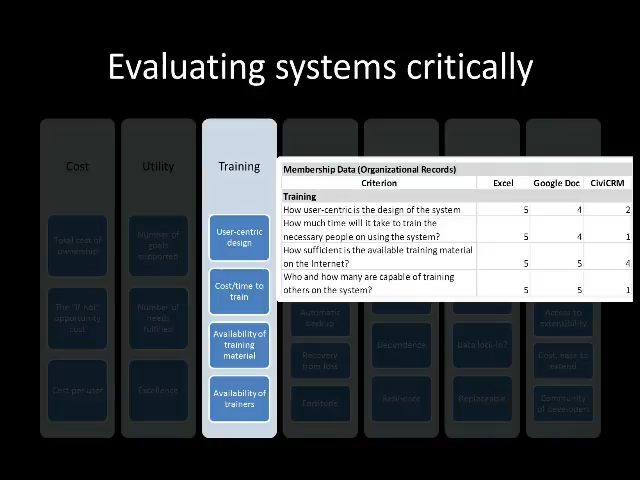 Evaluating systems critically
Cost
Total cost of
ownership
The "if not"
opportunity
cost
Cost per user
Utility
Number of
goals
supported
Number of
needs
fulfilled
Excellence
Training
User-centric
design
Cost/time to
train
Availability of
training
material
Availability of
trainers
Membership Data (Organizational Records)
Criterion Excel Google Doc CiviCRM
Training
How user-centric is the design of the system 5 4 2
How much time will it take to train the
necessary people on using the system? 5 4 1
How sufficient is the available training material
on the Internet? 5 5 4
Who and how many are capable of training
others on the system? 5 5 1
Automatic
backup
Recovery
from loss
Fortitude
Dependence
Resilience
Data lock-in?
Replaceable
Access to
extensibility
Cost, ease to
extend
Community
of developers